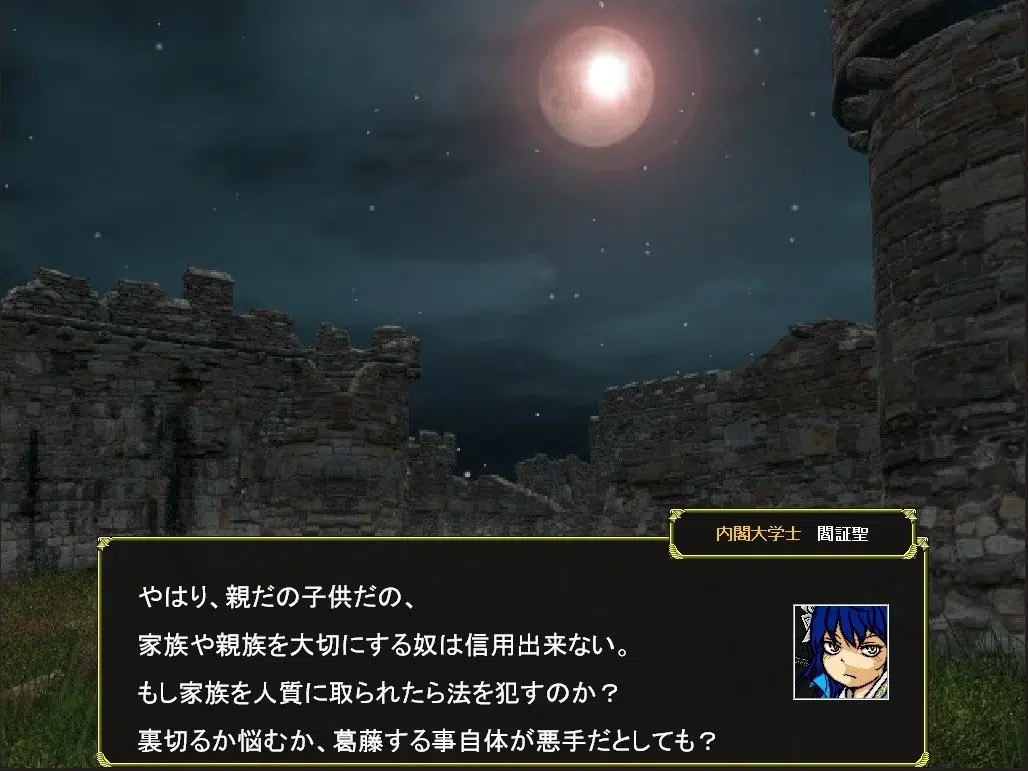 内閣大学士 閻証聖
やはり、親だの子供だの、
家族や親族を大切にする奴は信用出来ない。
もし家族を人質に取られたら法を犯すのか？
裏切るか悩むか、葛藤する事自体が悪手だとしても？